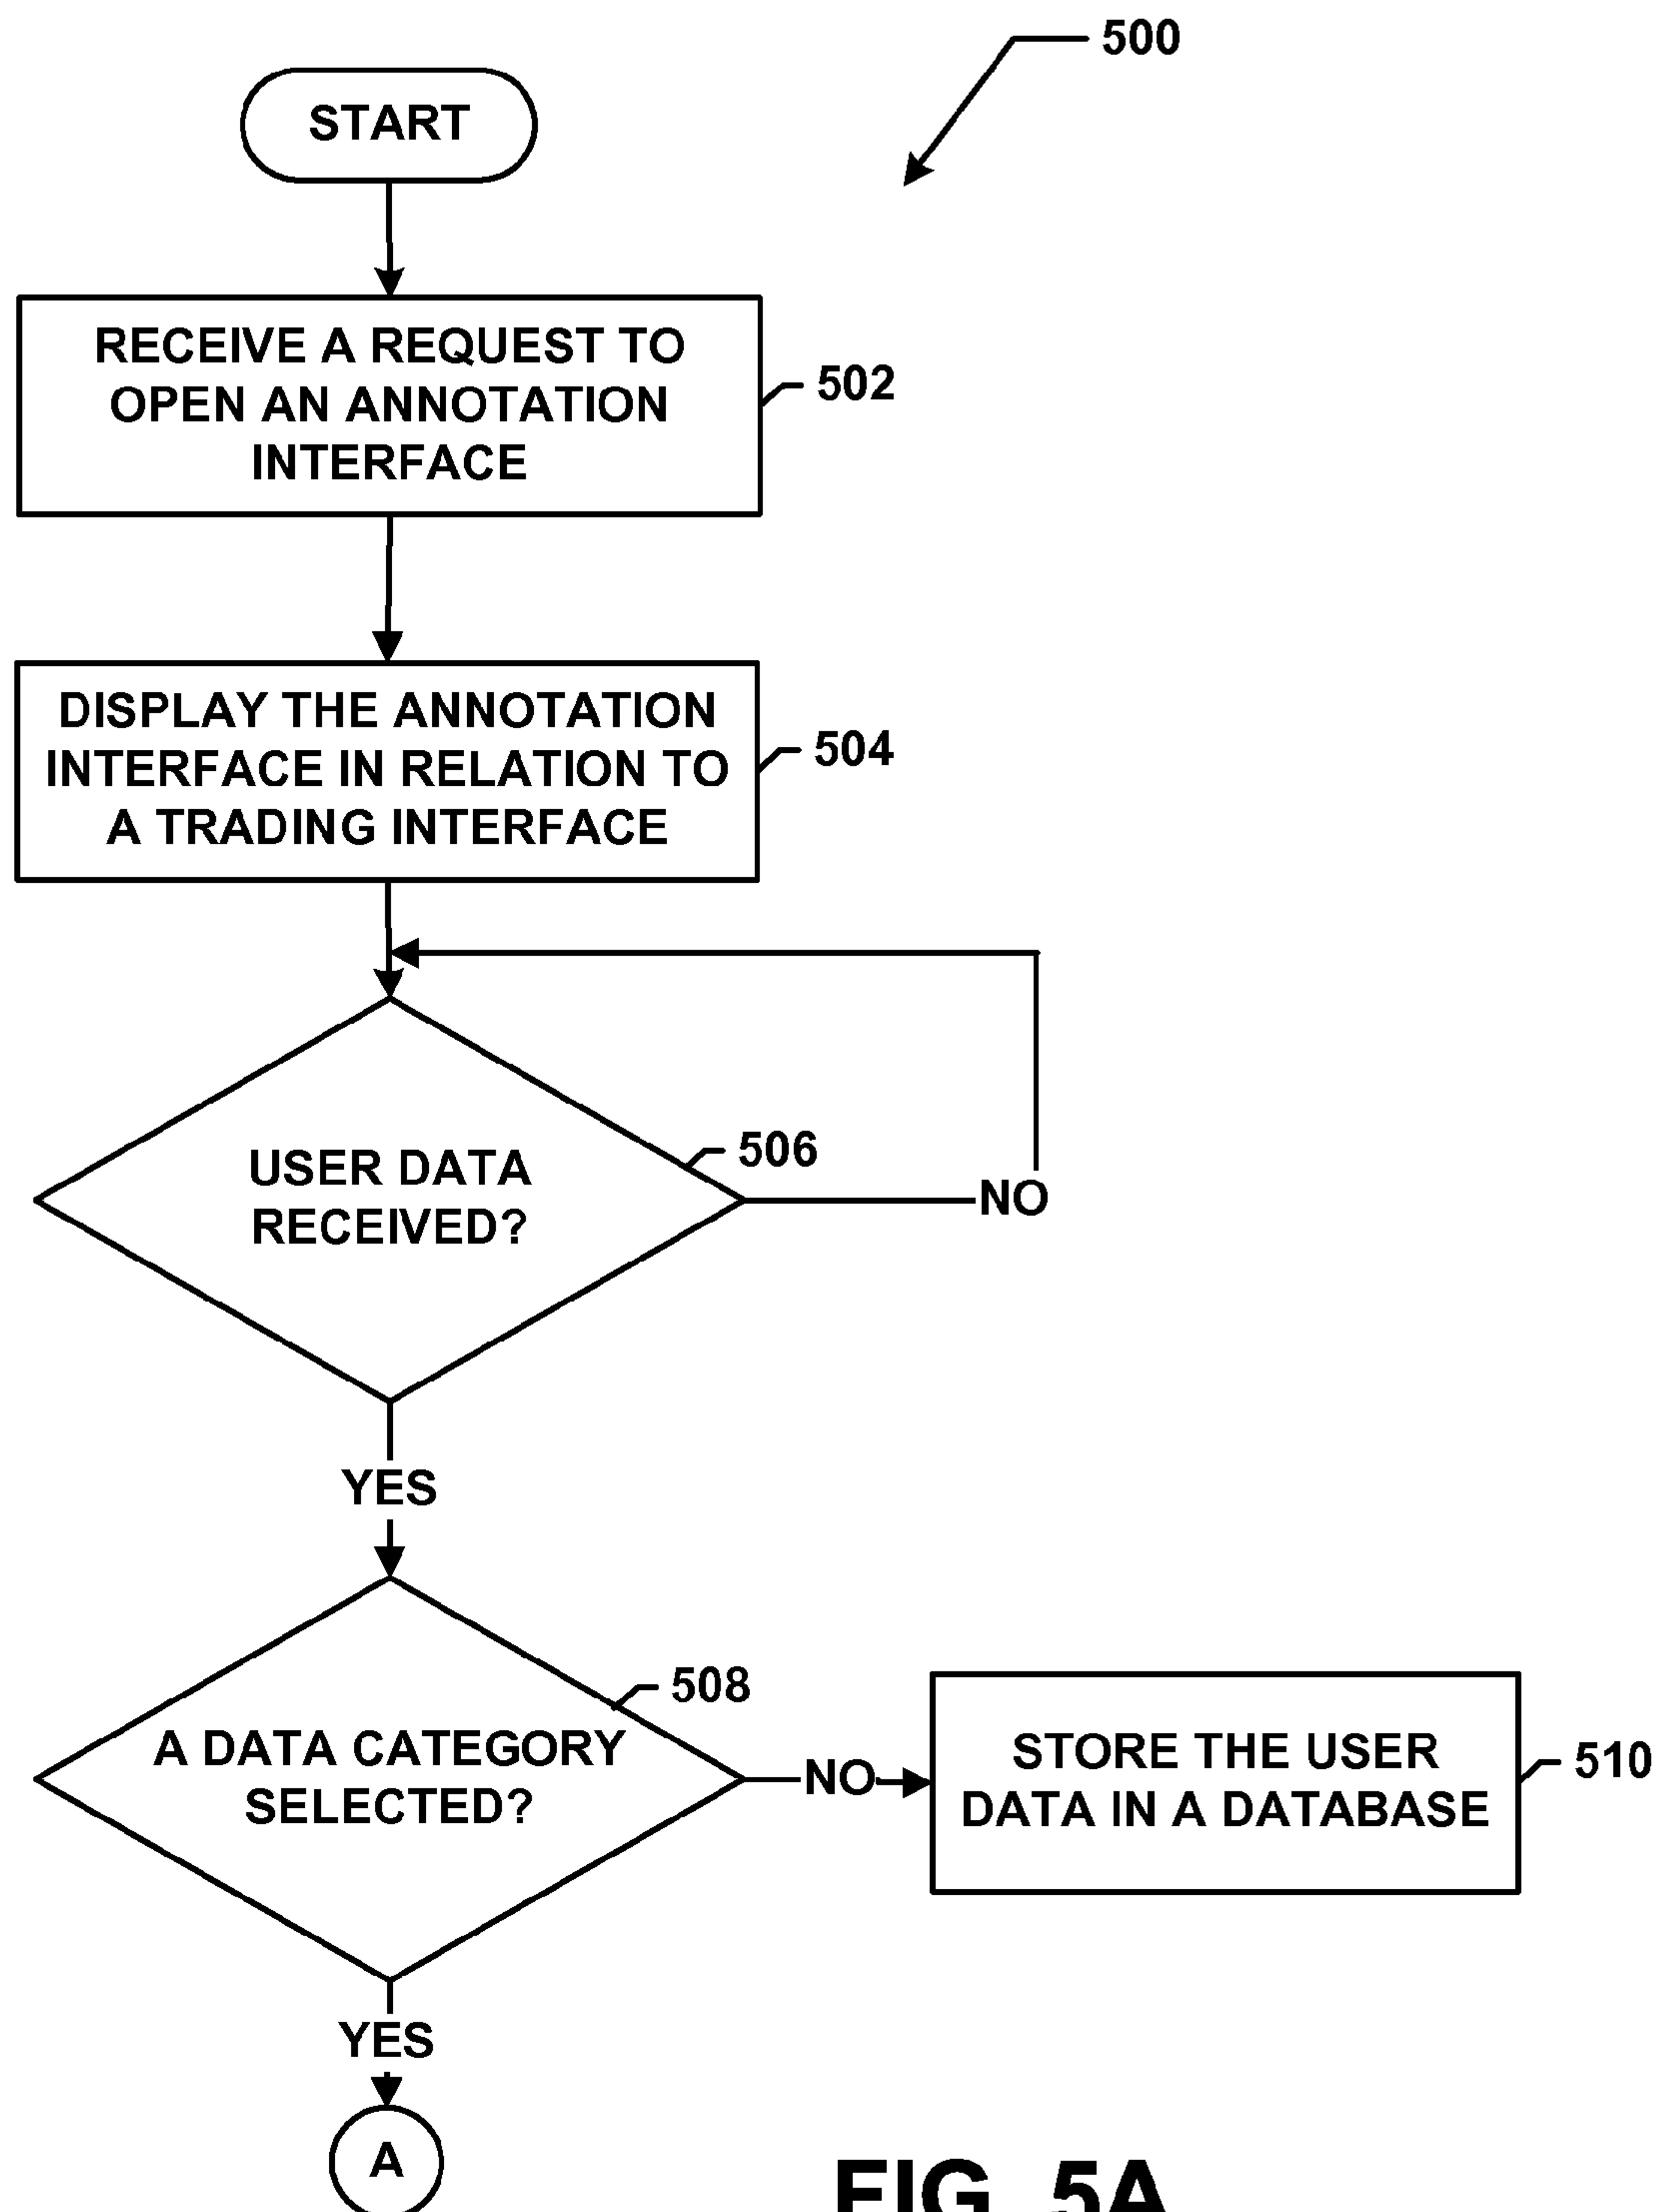 500
START
RECEIVE A REQUEST TO
OPEN AN ANNOTATION
INTERFACE
502
DISPLAY THE ANNOTATION
INTERFACE IN RELATION TO
A TRADING INTERFACE
504
USER DATA
RECEIVED?
506
NO
YES
A DATA CATEGORY
SELECTED?
508
NO
STORE THE USER
DATA IN A DATABASE
510
YES
A
FIG. 5A